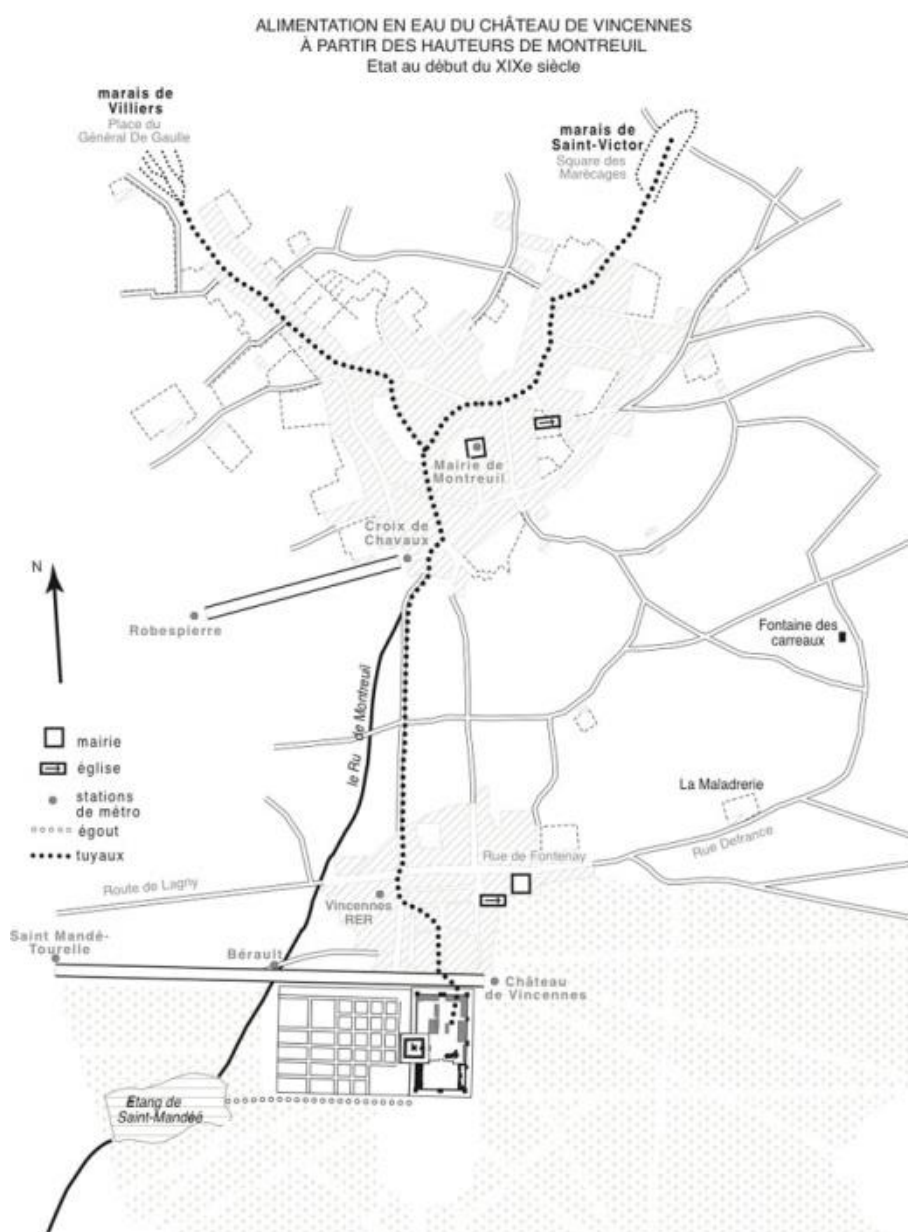 ALIMENTATION EN EAU DU CHÂTEAU DE VINCENNES
À PARTIR DES HAUTEURS DE MONTREUIL
Etat au début du XIXe siècle
marais de
Villiers
Place du
Général De Gaulle
marais de
Saint-Victor
Square des
Marécages
Mairie de
Montreuil
Croix de
Chavaux
N
Robespierre
Fontaine des
carreaux
le Ru de Montreuil
mairie
église
stations
de métro
égout
tuyaux
La Maladrerie
Rue Defrance
Rue de Fontenay
Route de Lagny
Vincennes
RER
Saint Mandé-
Tourelle
Bérault
Château
de Vincennes
Etang de
Saint-Mandéé